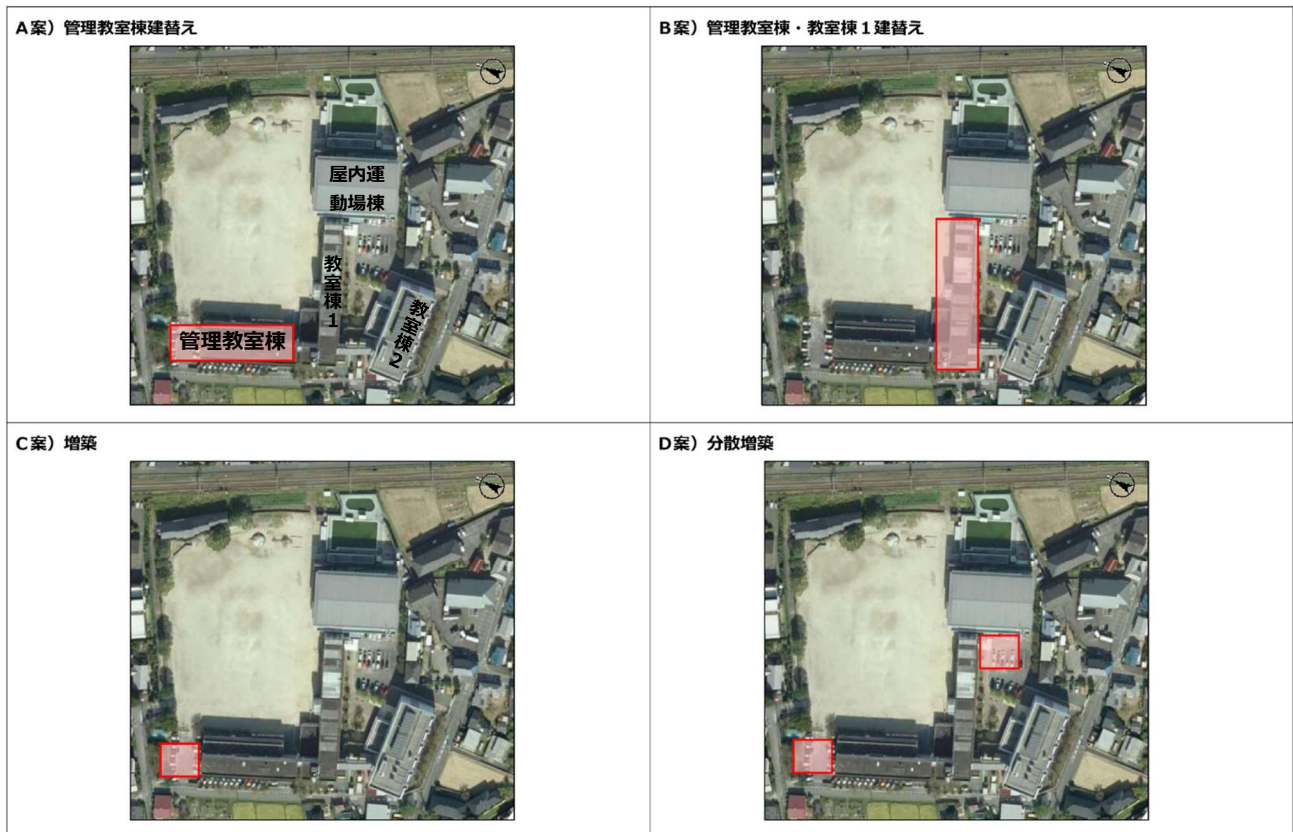 A案）管理教室棟建替え
屋内運
動場棟
教室棟1
教室棟2
管理教室棟
B案）管理教室棟・教室棟１建替え
C案）増築
D案）分散増築